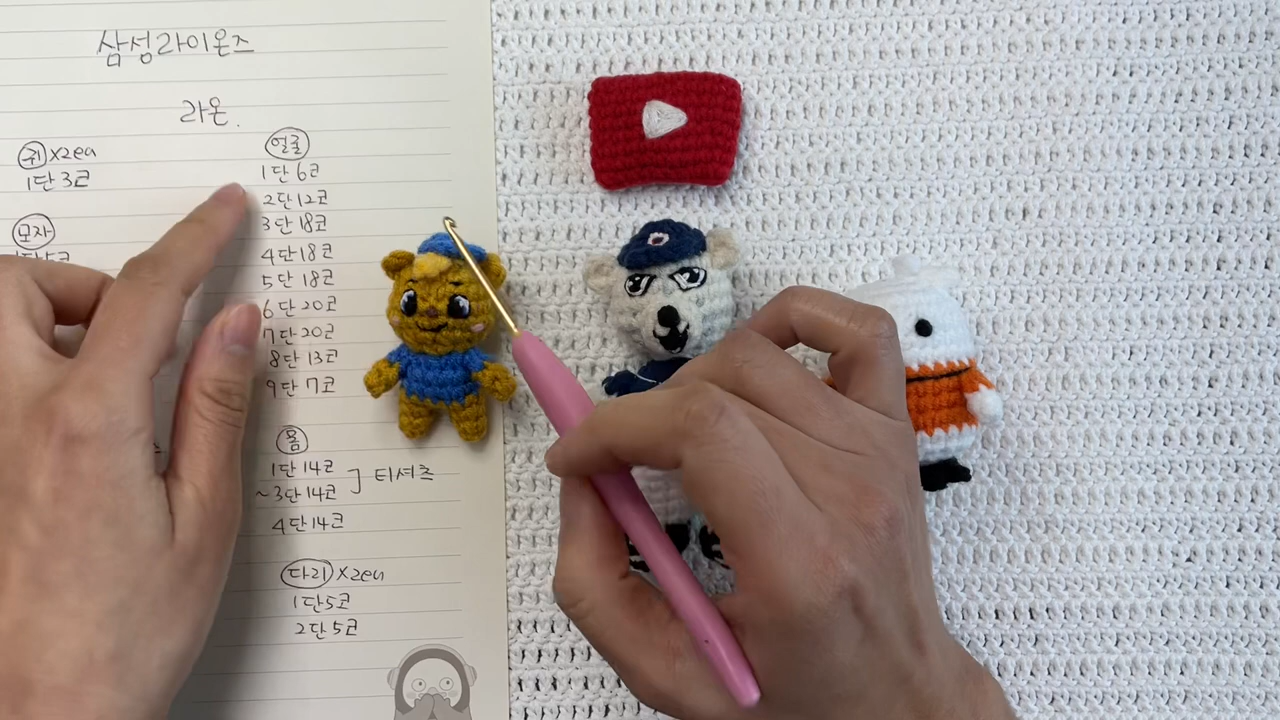 삼성라이온즈
라온.
귀 x2ea
1단 3코
모자
얼굴
1단 6코
2단 12코
3단 18코
4단 18코
5단 18코
6단 20코
7단 20코
8단 13코
9단 7코
몸
1단 14코
~3단 14코
티셔츠
4단 14코
다리 x2ea
1단 5코
2단 5코